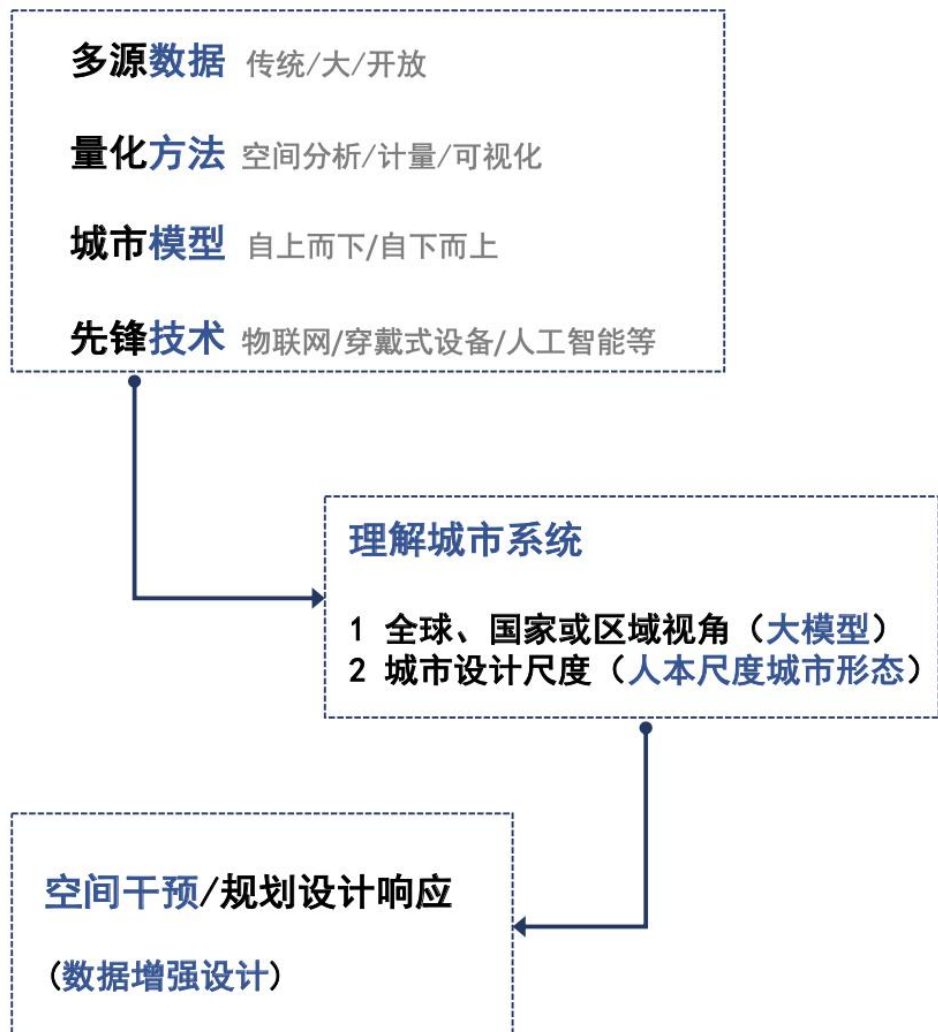 多源数据 传统/大/开放
量化方法 空间分析/计量/可视化
城市模型 自上而下/自下而上
先锋技术 物联网/穿戴式设备/人工智能等
理解城市系统
1 全球、国家或区域视角（大模型）
2 城市设计尺度（人本尺度城市形态）
空间干预/规划设计响应
(数据增强设计)